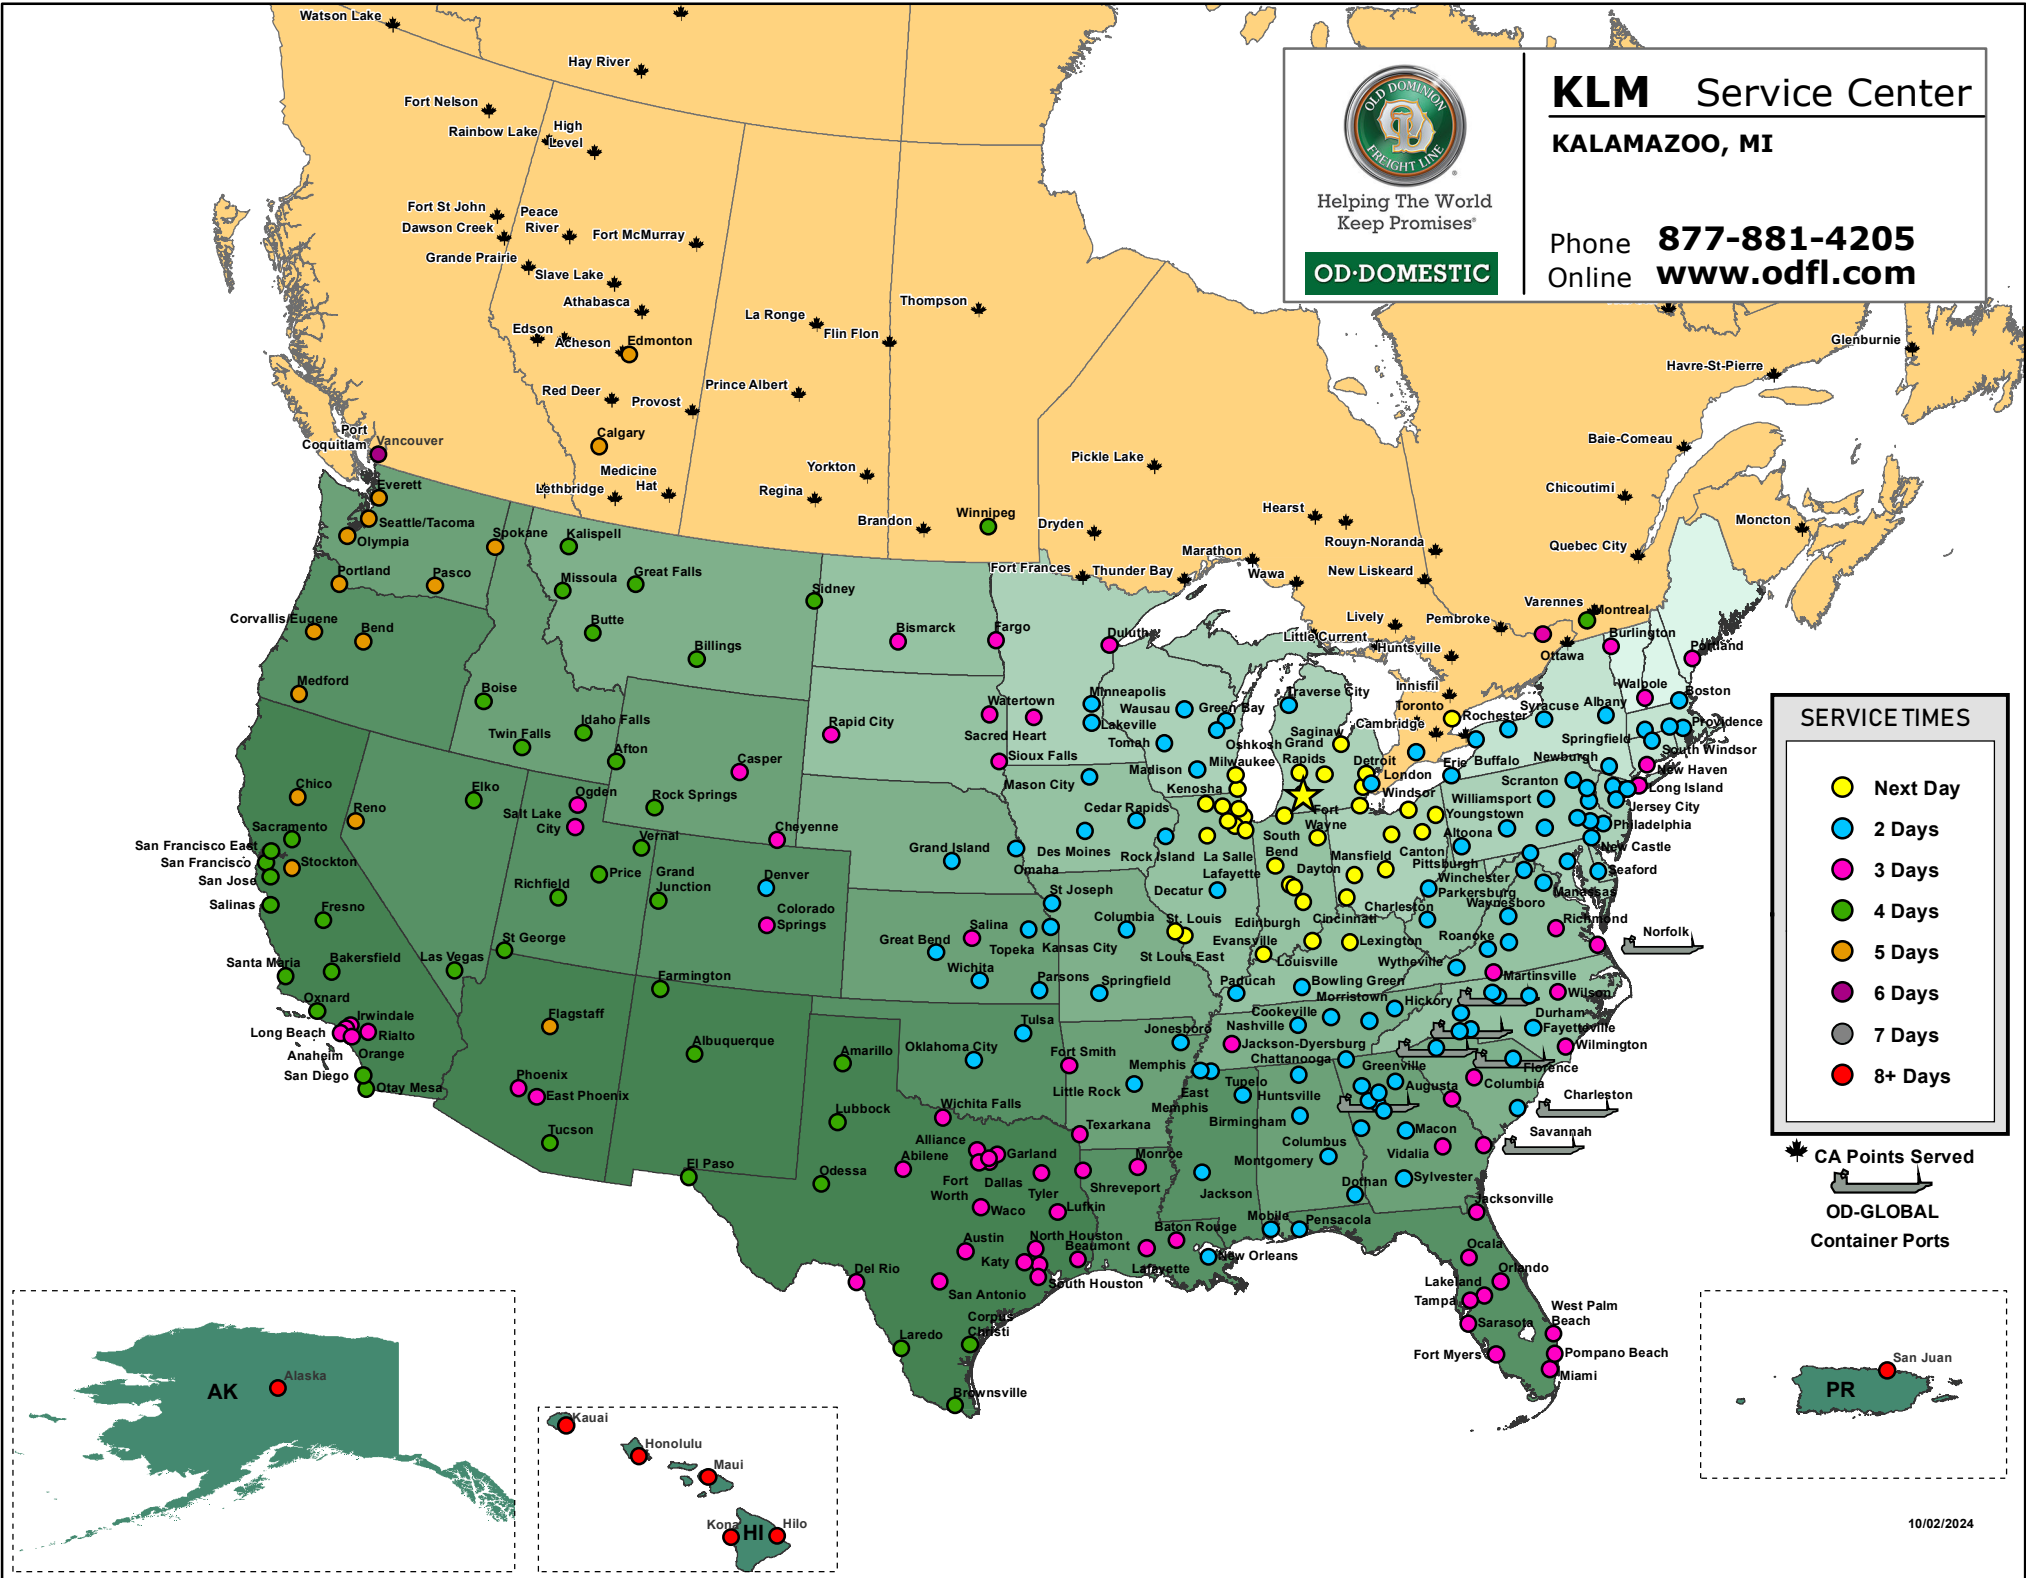 Watson Lake
Hay River
Fort Nelson
Rainbow Lake
High
Level
Fort St John
Dawson Creek
Peace
River
Fort McMurray
Grande Prairie
Slave Lake
Athabasca
Edson
Acheson
Edmonton
La Ronge
Flin Flon
Thompson
Red Deer
Provost
Prince Albert
Calgary
Port
Coquitlam
Vancouver
Medicine
Hat
Lethbridge
Yorkton
Regina
Brandon
Winnipeg
Pickle Lake
Dryden
Hearst
Marathon
Fort Frances
Thunder Bay
Wawa
Rouyn-Noranda
New Liskeard
Lively
Pembroke
Little Current
Huntsville
Varennes
Montreal
Ottawa
Innisfil
Toronto
Cambridge
Glenburnie
Havre-St-Pierre
Baie-Comeau
Chicoutimi
Moncton
Quebec City
OLD DOMINION
FREIGHT LINE
Helping The World
Keep Promises®
OD·DOMESTIC
KLM Service Center
KALAMAZOO, MI
Phone 877-881-4205
Online www.odfl.com
Everett
Seattle/Tacoma
Olympia
Spokane
Portland
Pasco
Corvallis/Eugene
Bend
Medford
Kalispell
Missoula
Great Falls
Butte
Billings
Sidney
Boise
Idaho Falls
Twin Falls
Afton
Casper
Rock Springs
Cheyenne
Bismarck
Fargo
Duluth
Rapid City
Watertown
Sacred Heart
Sioux Falls
Minneapolis
Lakeville
Wausau
Green Bay
Tomah
Oshkosh
Madison
Milwaukee
Kenosha
Mason City
Cedar Rapids
Des Moines
Rock Island
La Salle
Traverse City
Saginaw
Grand
Rapids
Detroit
London
Windsor
Fort
Wayne
South
Bend
Lafayette
Decatur
Mansfield
Dayton
Canton
Youngstown
Erie
Buffalo
Rochester
Syracuse
Albany
Burlington
Portland
Walpole
Boston
Providence
Springfield
South Windsor
Newburgh
New Haven
Long Island
Scranton
Jersey City
Williamsport
Philadelphia
Altoona
Pittsburgh
New Castle
Seaford
Winchester
Parkersburg
Manassas
Waynesboro
Charleston
Richmond
Norfolk
Roanoke
Wytheville
Martinsville
Wilson
Durham
Fayetteville
Wilmington
Hickory
Florence
Columbia
Charleston
Greenville
Augusta
Savannah
Macon
Vidalia
Sylvester
Columbus
Dothan
Jacksonville
Ocala
Orlando
Lakeland
Tampa
Sarasota
West Palm
Beach
Fort Myers
Pompano Beach
Miami
Chico
Reno
Elko
Sacramento
San Francisco East
San Francisco
Stockton
San Jose
Salinas
Fresno
Santa Maria
Bakersfield
Oxnard
Irwindale
Long Beach
Rialto
Anaheim
Orange
San Diego
Otay Mesa
Las Vegas
Ogden
Salt Lake
City
Vernal
Price
Richfield
St George
Grand
Junction
Denver
Colorado
Springs
Flagstaff
Phoenix
East Phoenix
Tucson
Farmington
Albuquerque
El Paso
Grand Island
Omaha
St Joseph
Salina
Topeka
Kansas City
Great Bend
Wichita
Parsons
Columbia
St. Louis
St Louis East
Springfield
Edinburgh
Cincinnati
Evansville
Louisville
Lexington
Paducah
Bowling Green
Morristown
Cookeville
Nashville
Jackson-Dyersburg
Chattanooga
Jonesboro
Memphis
East
Memphis
Tupelo
Huntsville
Birmingham
Montgomery
Mobile
Pensacola
Jackson
Baton Rouge
New Orleans
Lafayette
Tulsa
Oklahoma City
Fort Smith
Little Rock
Amarillo
Lubbock
Wichita Falls
Texarkana
Alliance
Abilene
Garland
Fort
Worth
Dallas
Tyler
Shreveport
Monroe
Odessa
Waco
Lufkin
Austin
North Houston
Katy
Beaumont
South Houston
Del Rio
San Antonio
Corpus
Christi
Laredo
Brownsville
SERVICE TIMES
Next Day
2 Days
3 Days
4 Days
5 Days
6 Days
7 Days
8+ Days
CA Points Served
OD-GLOBAL
Container Ports
AK
Alaska
Kauai
Honolulu
Maui
Kona
HI
Hilo
PR
San Juan
10/02/2024